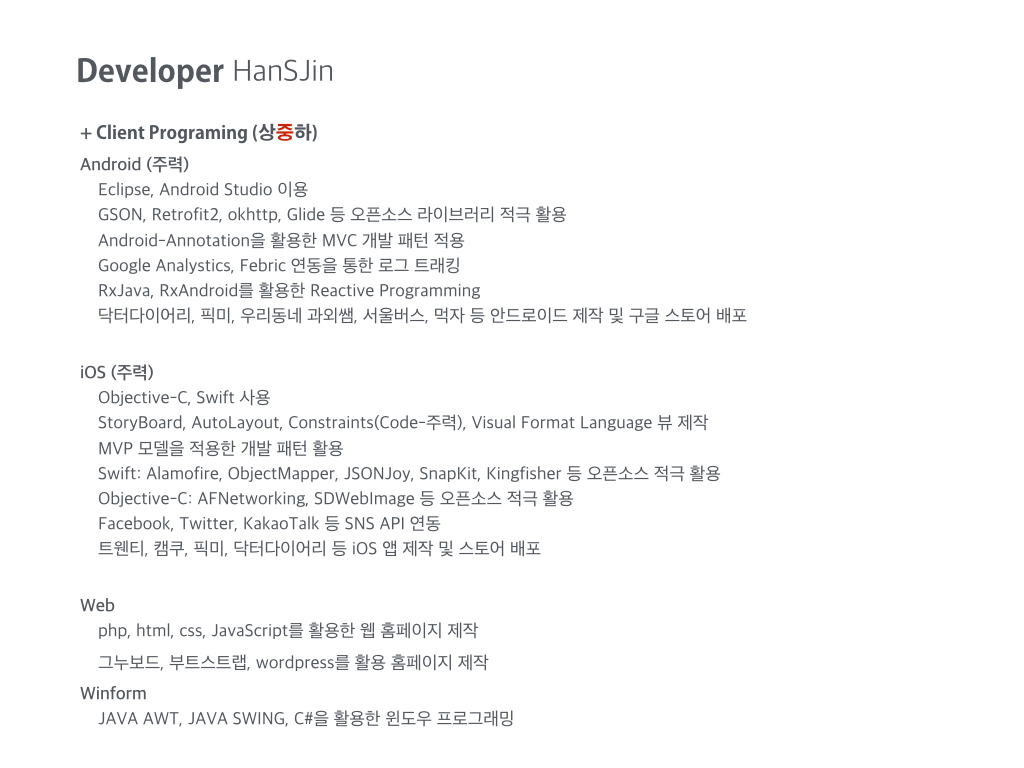 Developer HanSJin
+ Client Programing (상중하)
Android (주력)
Eclipse, Android Studio 이용
GSON, Retrofit2, okhttp, Glide 등 오픈소스 라이브러리 적극 활용
Android-Annotation을 활용한 MVC 개발 패턴 적용
Google Analystics, Febric 연동을 통한 로그 트래킹
RxJava, RxAndroid를 활용한 Reactive Programming
닥터다이어리, 픽미, 우리동네 과외쌤, 서울버스, 먹자 등 안드로이드 제작 및 구글 스토어 배포
iOS (주력)
Objective-C, Swift 사용
StoryBoard, AutoLayout, Constraints(Code-주력), Visual Format Language 뷰 제작
MVP 모델을 적용한 개발 패턴 활용
Swift: Alamofire, ObjectMapper, JSONJoy, SnapKit, Kingfisher 등 오픈소스 적극 활용
Objective-C: AFNetworking, SDWebImage 등 오픈소스 적극 활용
Facebook, Twitter, KakaoTalk 등 SNS API 연동
트웬티, 캠쿠, 픽미, 닥터다이어리 등 iOS 앱 제작 및 스토어 배포
Web
php, html, css, JavaScript를 활용한 웹 홈페이지 제작
그누보드, 부트스트랩, wordpress를 활용 홈페이지 제작
Winform
JAVA AWT, JAVA SWING, C#을 활용한 윈도우 프로그래밍